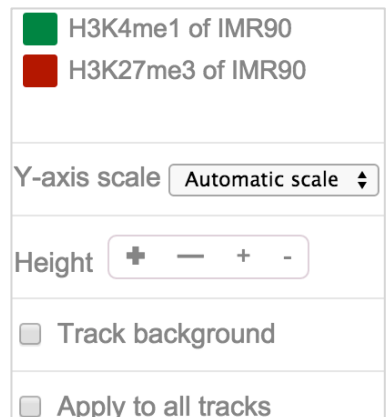 H3K4me1 of IMR90
H3K27me3 of IMR90
Y-axis scale Automatic scale
Height + — + -
Track background
Apply to all tracks